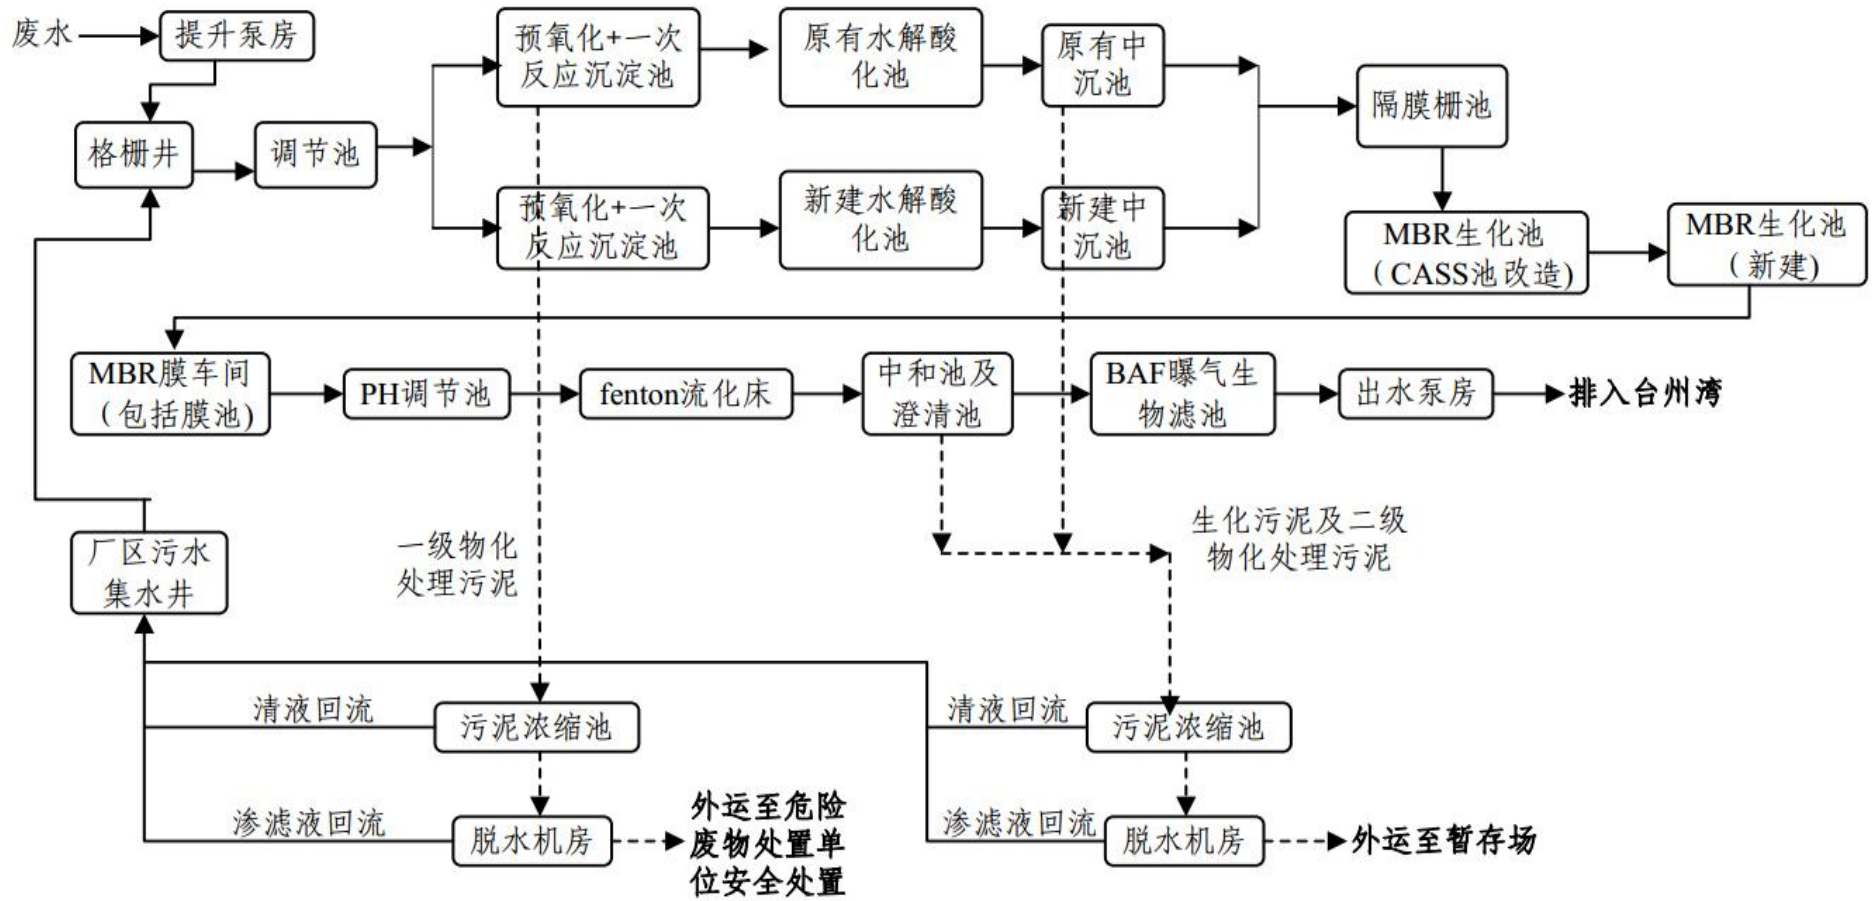 废水
提升泵房
预氧化+一次
反应沉淀池
原有水解酸
化池
原有中
沉池
隔膜栅池
格栅井
调节池
预氧化+一次
反应沉淀池
新建水解酸
化池
新建中
沉池
MBR生化池
（CASS池改造)
MBR生化池
（新建)
MBR膜车间
（包括膜池)
PH调节池
fenton流化床
中和池及
澄清池
BAF曝气生
物滤池
出水泵房
排入台州湾
厂区污水
集水井
一级物化
处理污泥
生化污泥及二级
物化处理污泥
清液回流
污泥浓缩池
清液回流
污泥浓缩池
渗滤液回流
脱水机房
外运至危险
废物处置单
位安全处置
渗滤液回流
脱水机房
外运至暂存场